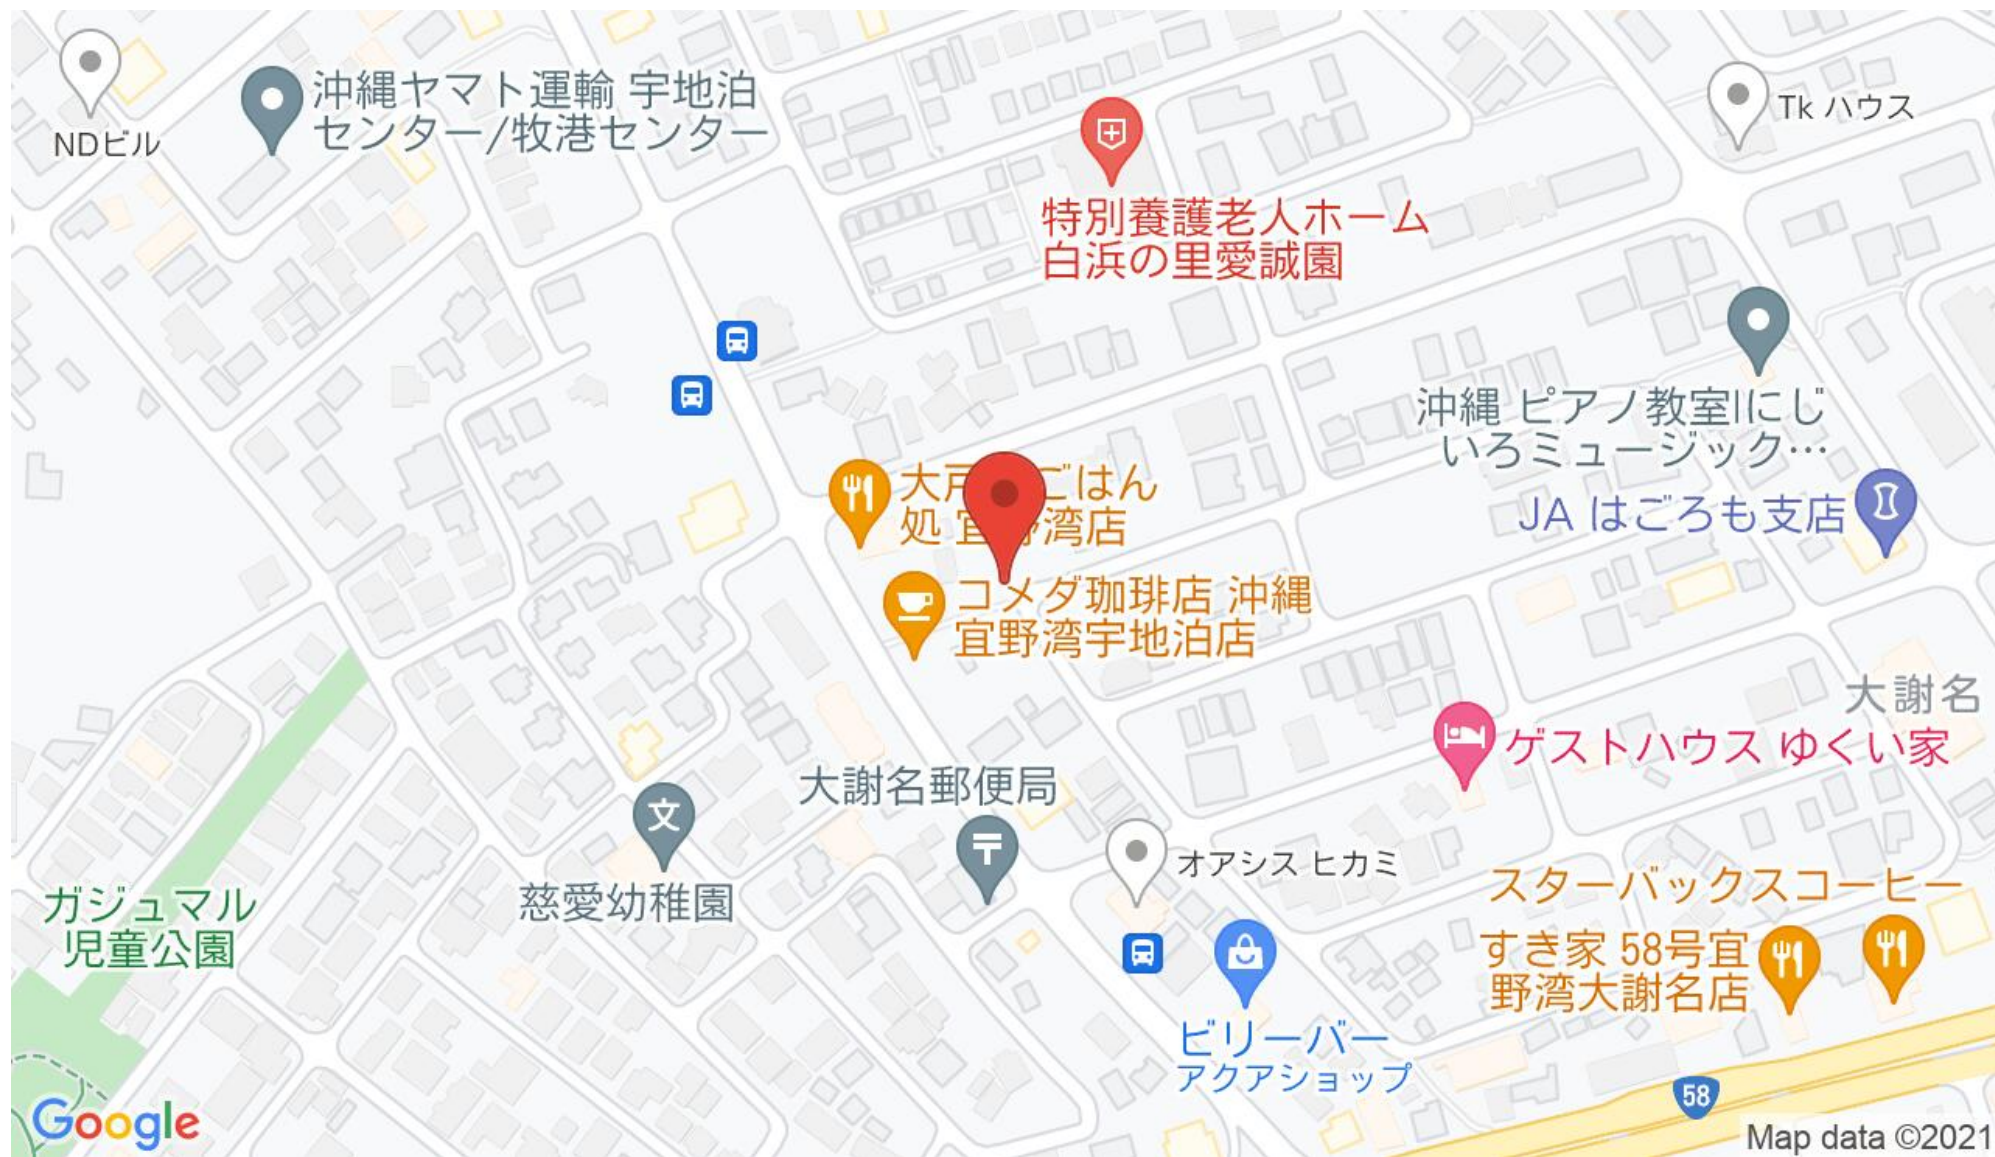 NDビル
沖縄ヤマト運輸 宇地泊
センター/牧港センター
特別養護老人ホーム
白浜の里愛誠園
Tk ハウス
沖縄 ピアノ教室|にじ
いろミュージック…
JA はごろも支店
大戸 ごはん
処 宜野湾店
コメダ珈琲店 沖縄
宜野湾宇地泊店
大謝名
ゲストハウス ゆくい家
大謝名郵便局
文
慈愛幼稚園
オアシス ヒカミ
ガジュマル
児童公園
スターバックスコーヒー
すき家 58号宜
野湾大謝名店
ビリーバー
アクアショップ
58
Google
Map data ©2021